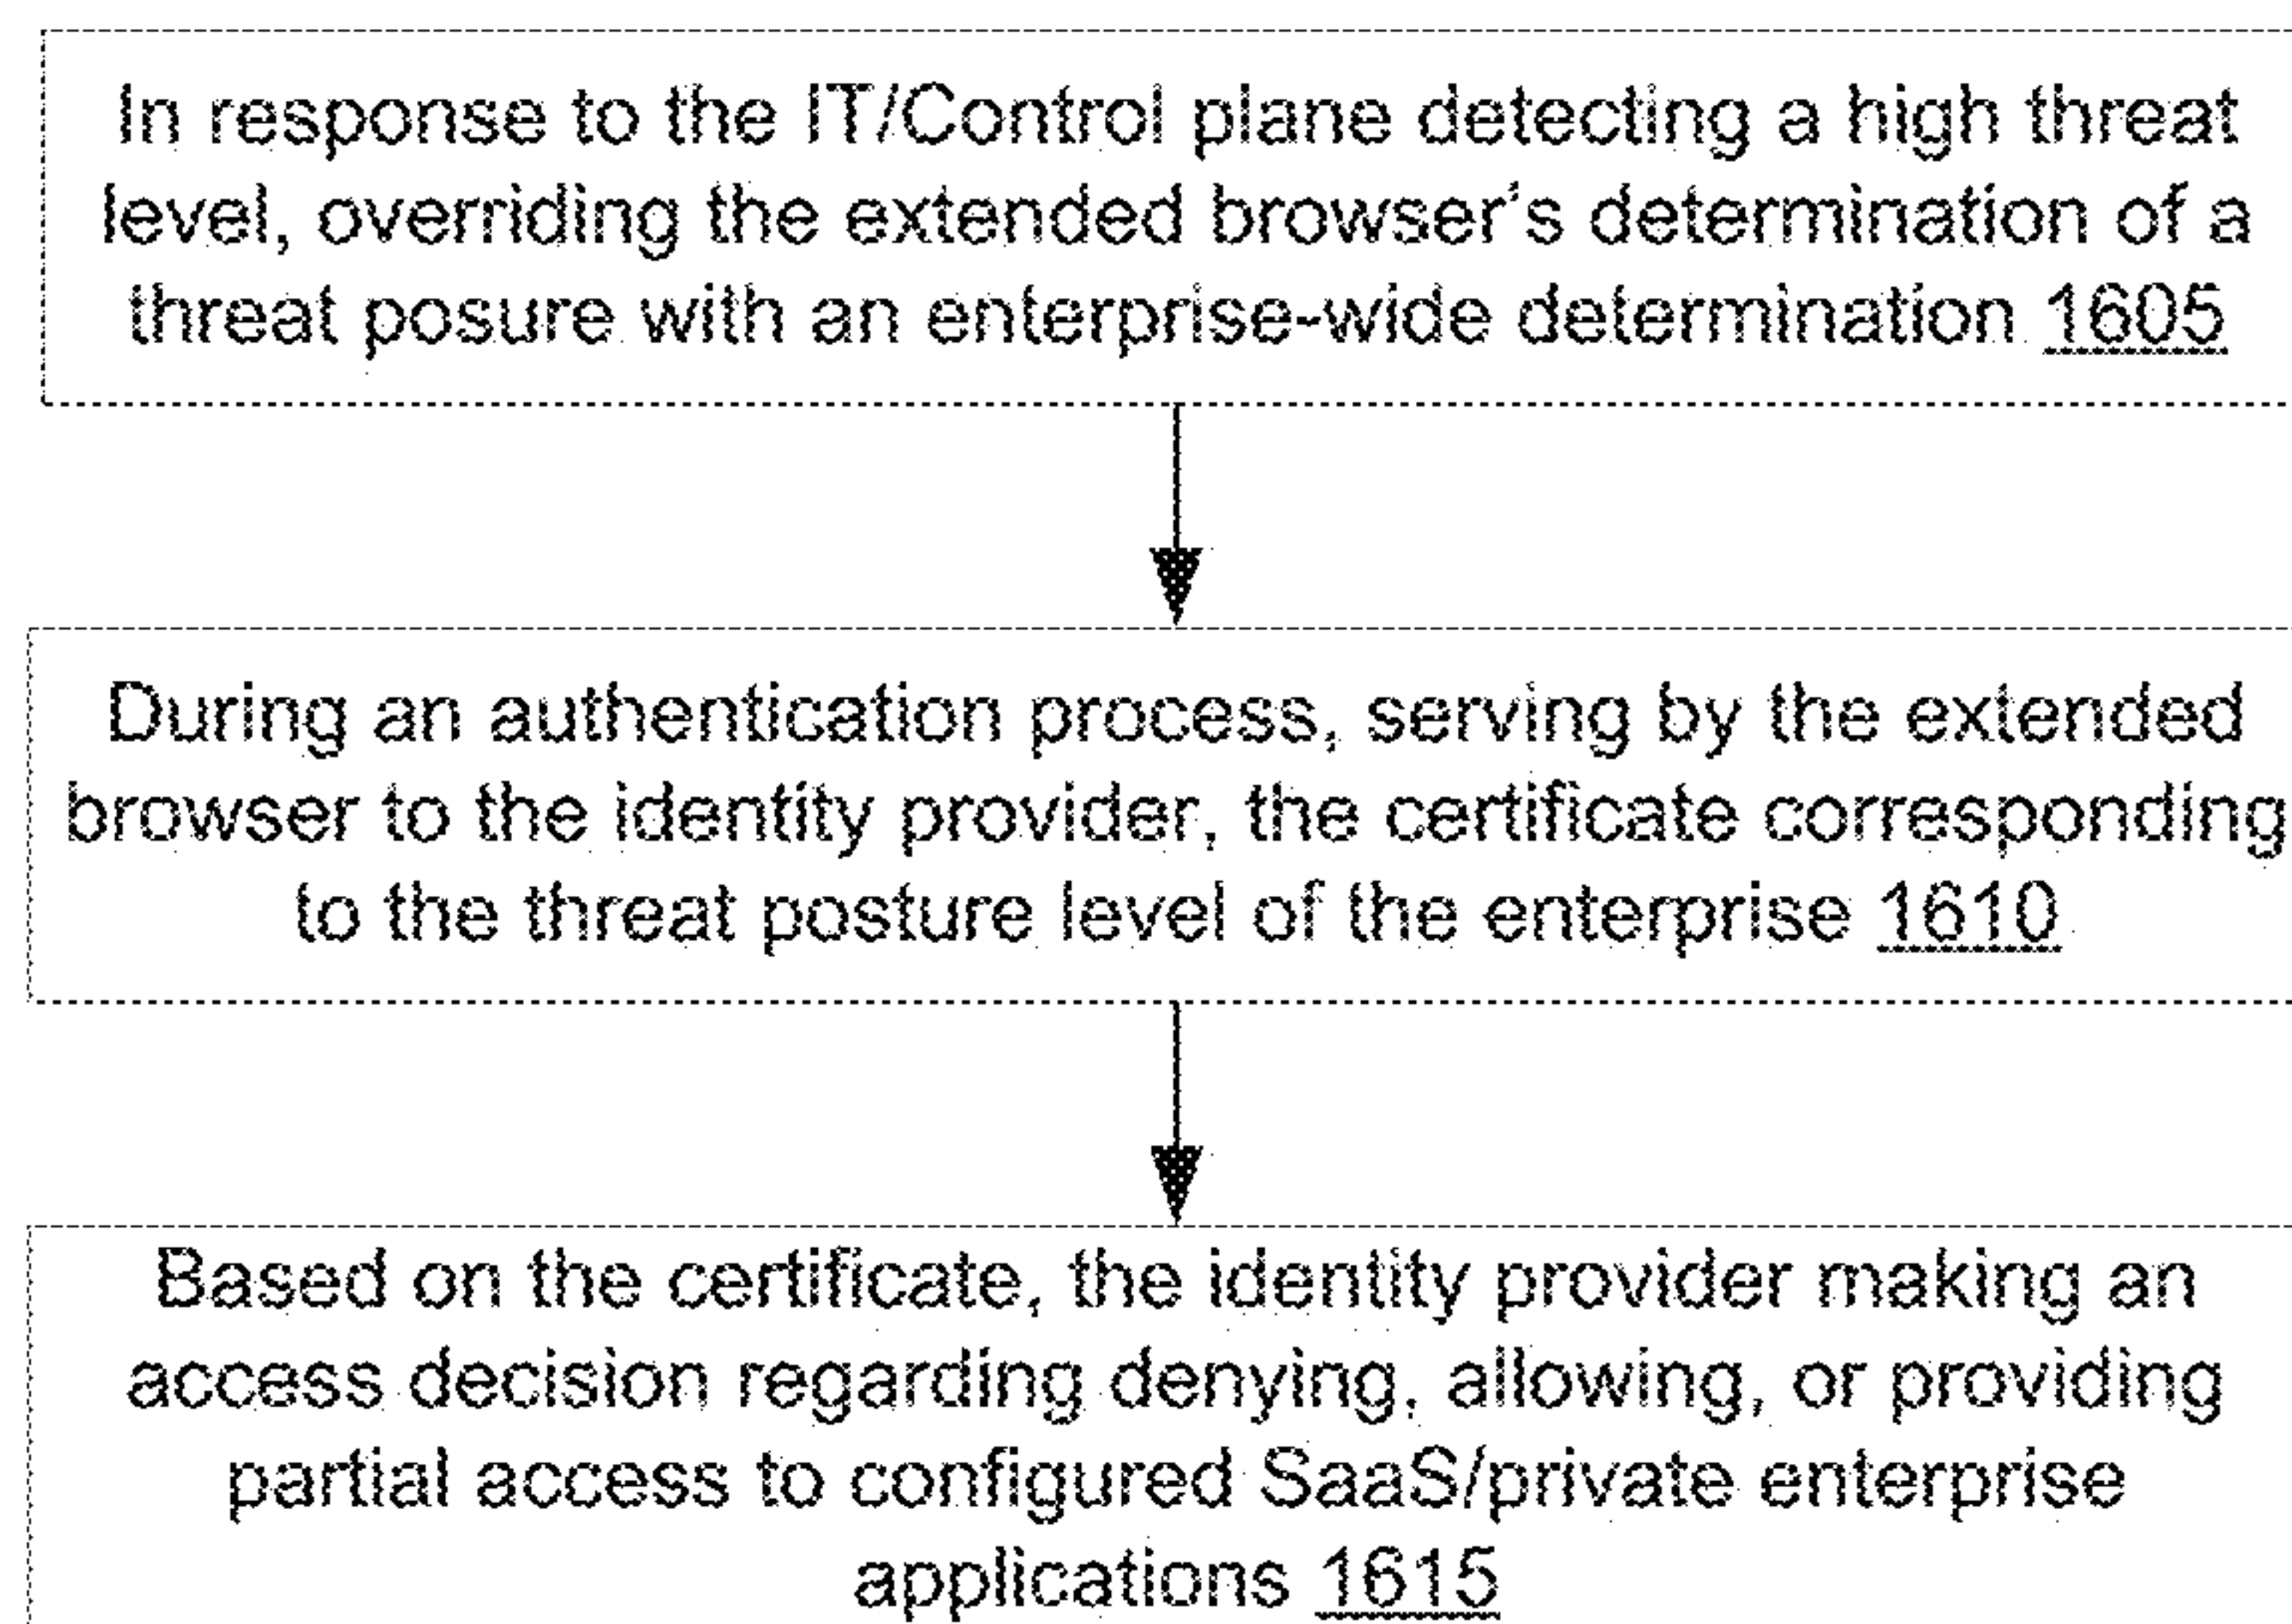 In response to the IT/Control plane detecting a high threat
level, overriding the extended browser's determination of a
threat posure with an enterprise-wide determination 1605
During an authentication process, serving by the extended
browser to the identity provider, the certificate corresponding
to the threat posture level of the enterprise 1610
Based on the certificate, the identity provider making an
access decision regarding denying, allowing, or providing
partial access to configured SaaS/private enterprise
applications 1615